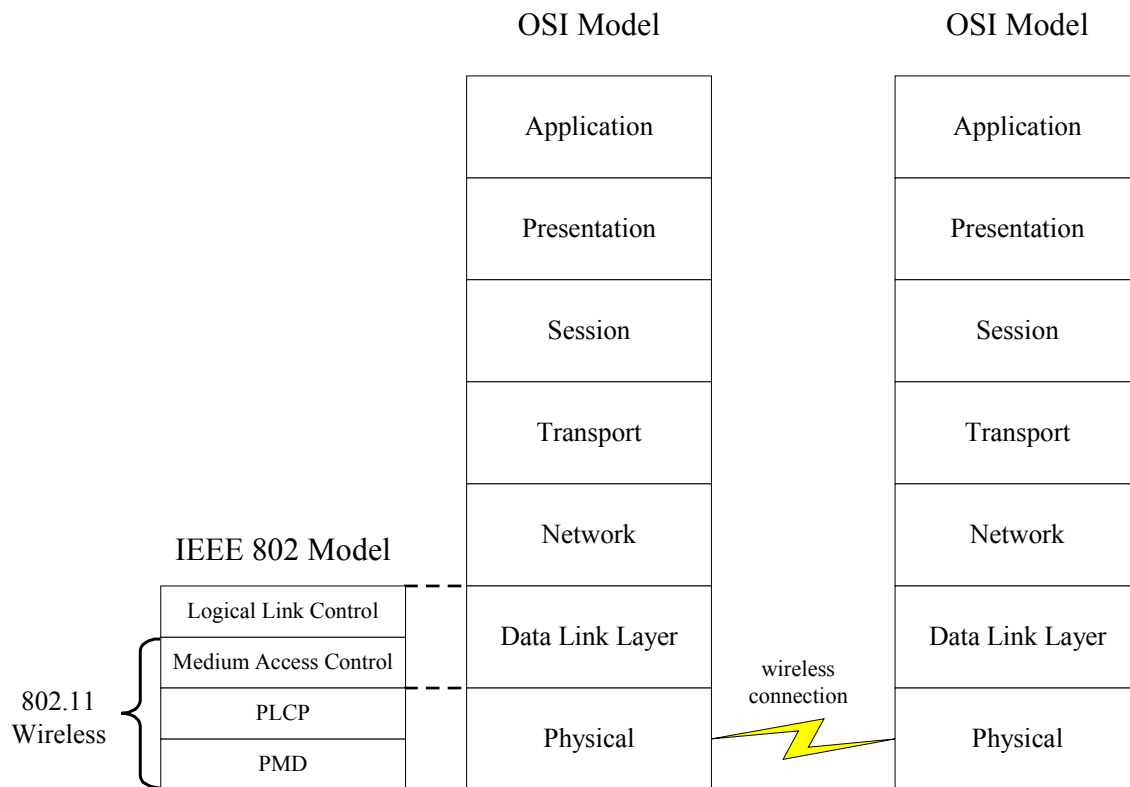 OSI Model
OSI Model
Application
Application
Presentation
Presentation
Session
Session
Transport
Transport
Network
Network
IEEE 802 Model
Logical Link Control
Data Link Layer
Data Link Layer
Medium Access Control
wireless
connection
802.11
Wireless
PLCP
Physical
Physical
PMD